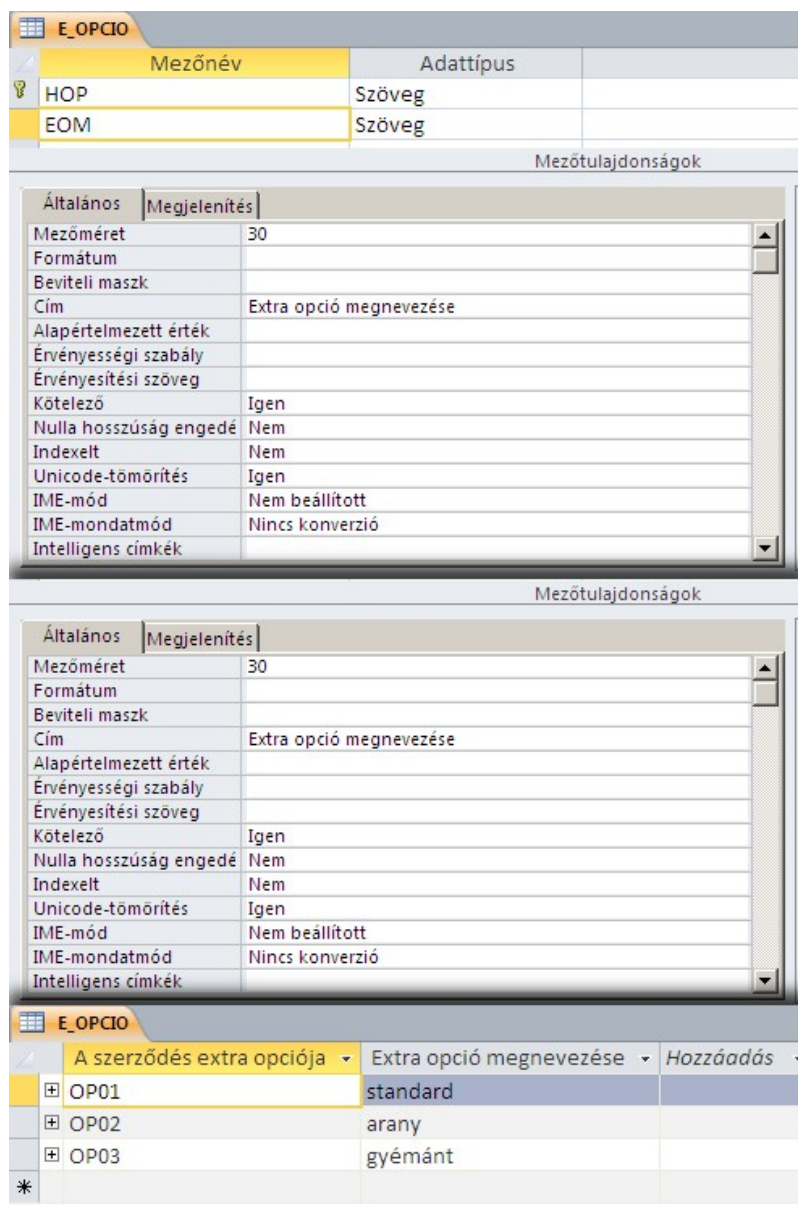 E_OPCIO
Mezőnév Adattípus
HOP Szöveg
EOM Szöveg
Mezőtulajdonságok
Általános Megjelenítés
Mezőméret 30
Formátum
Beviteli maszk
Cím Extra opció megnevezése
Alapértelmezett érték
Érvényességi szabály
Érvényesítési szöveg
Kötelező Igen
Nulla hosszúság engedé Nem
Indexelt Nem
Unicode-tömörítés Igen
IME-mód Nem beállított
IME-mondatmód Nincs konverzió
Intelligens címkék
Mezőtulajdonságok
Általános Megjelenítés
Mezőméret 30
Formátum
Beviteli maszk
Cím Extra opció megnevezése
Alapértelmezett érték
Érvényességi szabály
Érvényesítési szöveg
Kötelező Igen
Nulla hosszúság engedé Nem
Indexelt Nem
Unicode-tömörítés Igen
IME-mód Nem beállított
IME-mondatmód Nincs konverzió
Intelligens címkék
E_OPCIO
A szerződés extra opciója Extra opció megnevezése Hozzáadás
OP01 standard
OP02 arany
OP03 gyémánt